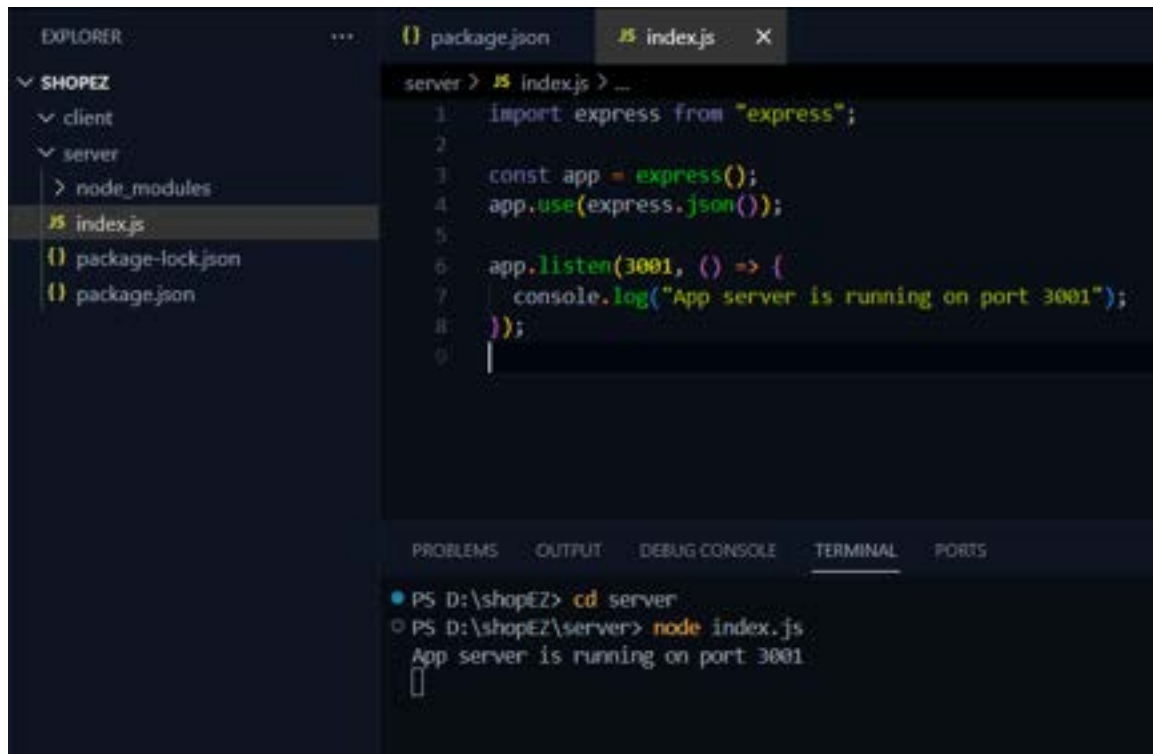 EXPLORER
SHOPEZ
client
server
node_modules
JS index.js
{} package-lock.json
{} package.json
{} package.json
JS index.js ×
server > JS index.js > ...
1 import express from "express";
2
3 const app = express();
4 app.use(express.json());
5
6 app.listen(3001, () => {
7 console.log("App server is running on port 3001");
8 });
9
PROBLEMS OUTPUT DEBUG CONSOLE TERMINAL PORTS
PS D:\shopEZ> cd server
PS D:\shopEZ\server> node index.js
App server is running on port 3001